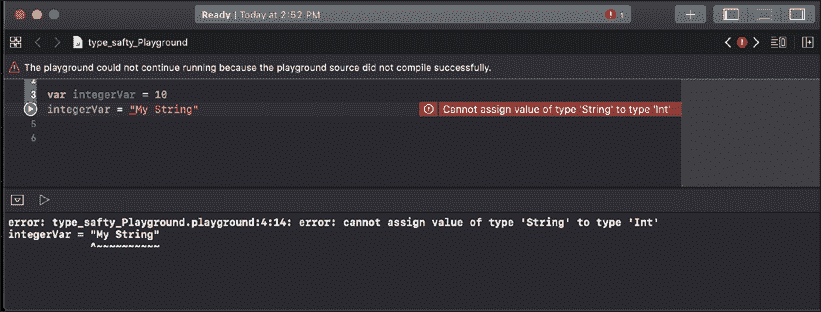 Ready | Today at 2:52 PM
1
type_safty_Playground
The playground could not continue running because the playground source did not compile successfully.
2
3 var integerVar = 10
integerVar = "My String"
Cannot assign value of type 'String' to type 'Int'
5
6
error: type_safty_Playground.playground:4:14: error: cannot assign value of type 'String' to type 'Int'
integerVar = "My String"
^~~~~~~~~~~